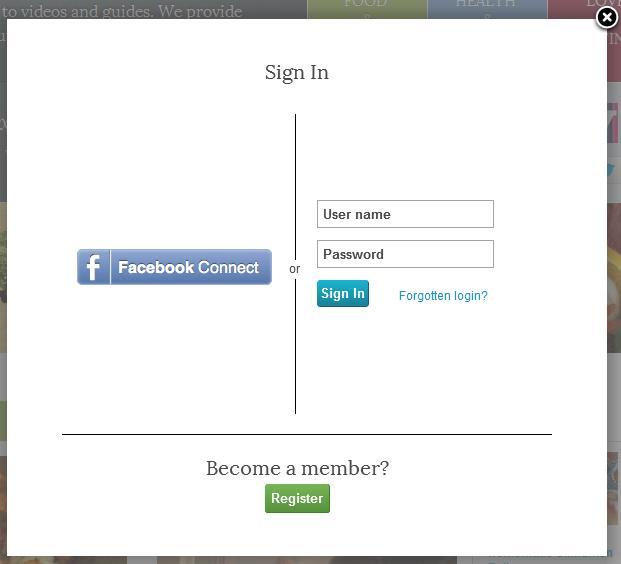 to videos and guides. We provide
FOOD
&
HEALTH
&
LOVE
Sign In
f Facebook Connect
or
User name
Password
Sign In
Forgotten login?
Become a member?
Register